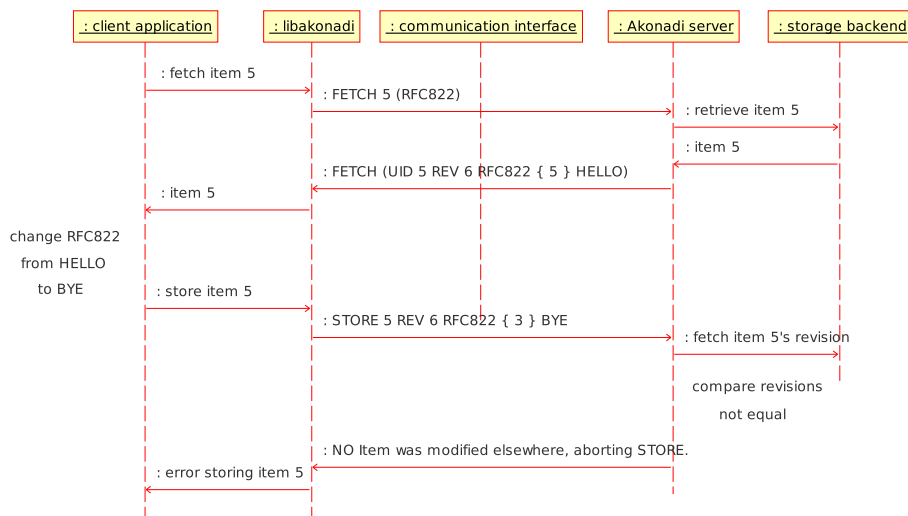 : client application
: libakonadi
: communication interface
: Akonadi server
: storage backend
: fetch item 5
: FETCH 5 (RFC822)
: retrieve item 5
: item 5
: FETCH (UID 5 REV 6 RFC822 { 5 } HELLO)
: item 5
change RFC822
from HELLO
to BYE
: store item 5
: STORE 5 REV 6 RFC822 { 3 } BYE
: fetch item 5's revision
compare revisions
not equal
: NO Item was modified elsewhere, aborting STORE.
: error storing item 5